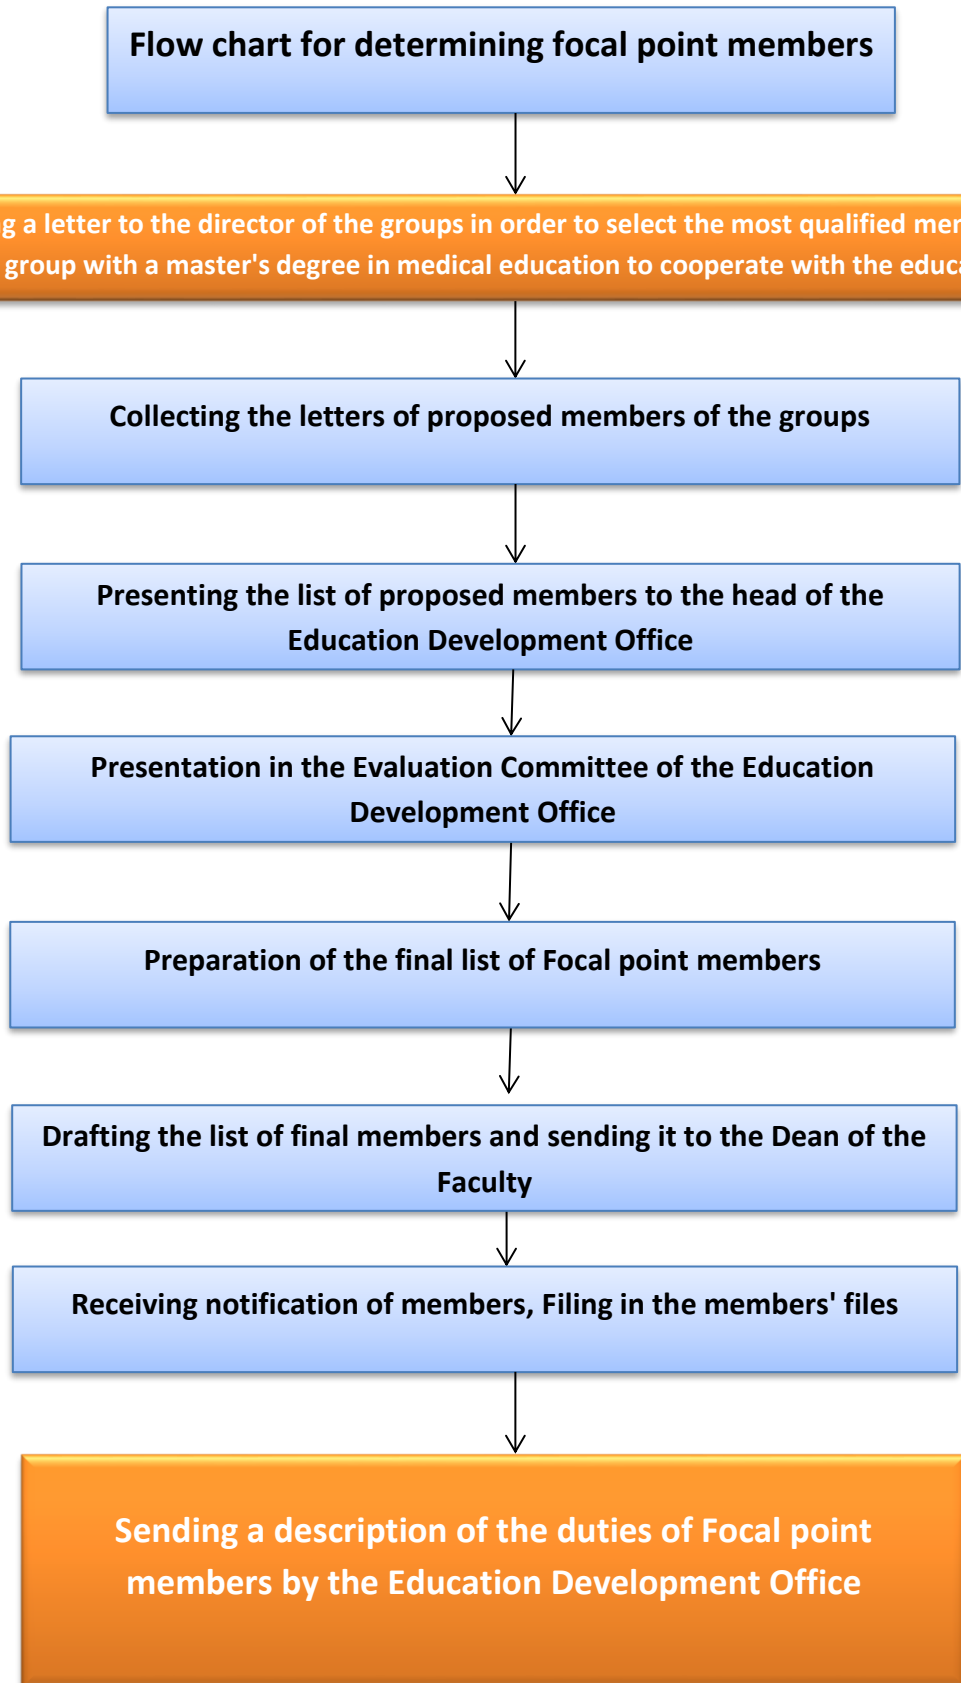 Flow chart for determining focal point members
a letter to the director of the groups in order to select the most qualified
group with a master's degree in medical education to cooperate with the
Collecting the letters of proposed members of the groups
Presenting the list of proposed members to the head of the
Education Development Office
Presentation in the Evaluation Committee of the Education
Development Office
Preparation of the final list of Focal point members
Drafting the list of final members and sending it to the Dean of the
Faculty
Receiving notification of members, Filing in the members' files
Sending a description of the duties of Focal point
members by the Education Development Office